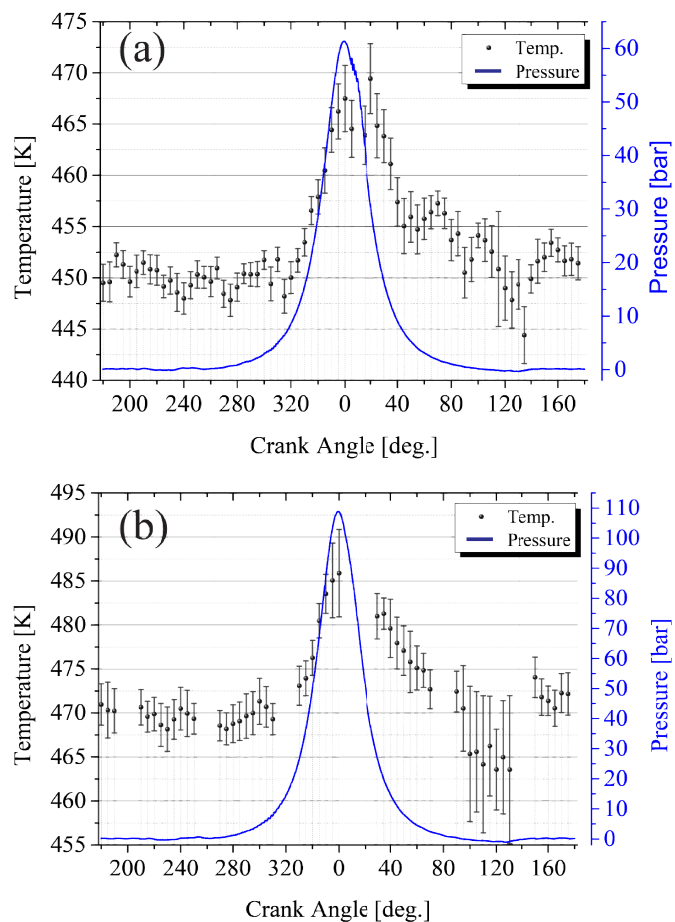 (a)
Temp.
Pressure
475
470
465
460
455
450
445
440
Temperature [K]
60
50
40
30
20
10
0
Pressure [bar]
200 240 280 320 0 40 80 120 160
Crank Angle [deg.]
(b)
Temp.
Pressure
495
490
485
480
475
470
465
460
455
Temperature [K]
110
100
90
80
70
60
50
40
30
20
10
0
Pressure [bar]
200 240 280 320 0 40 80 120 160
Crank Angle [deg.]